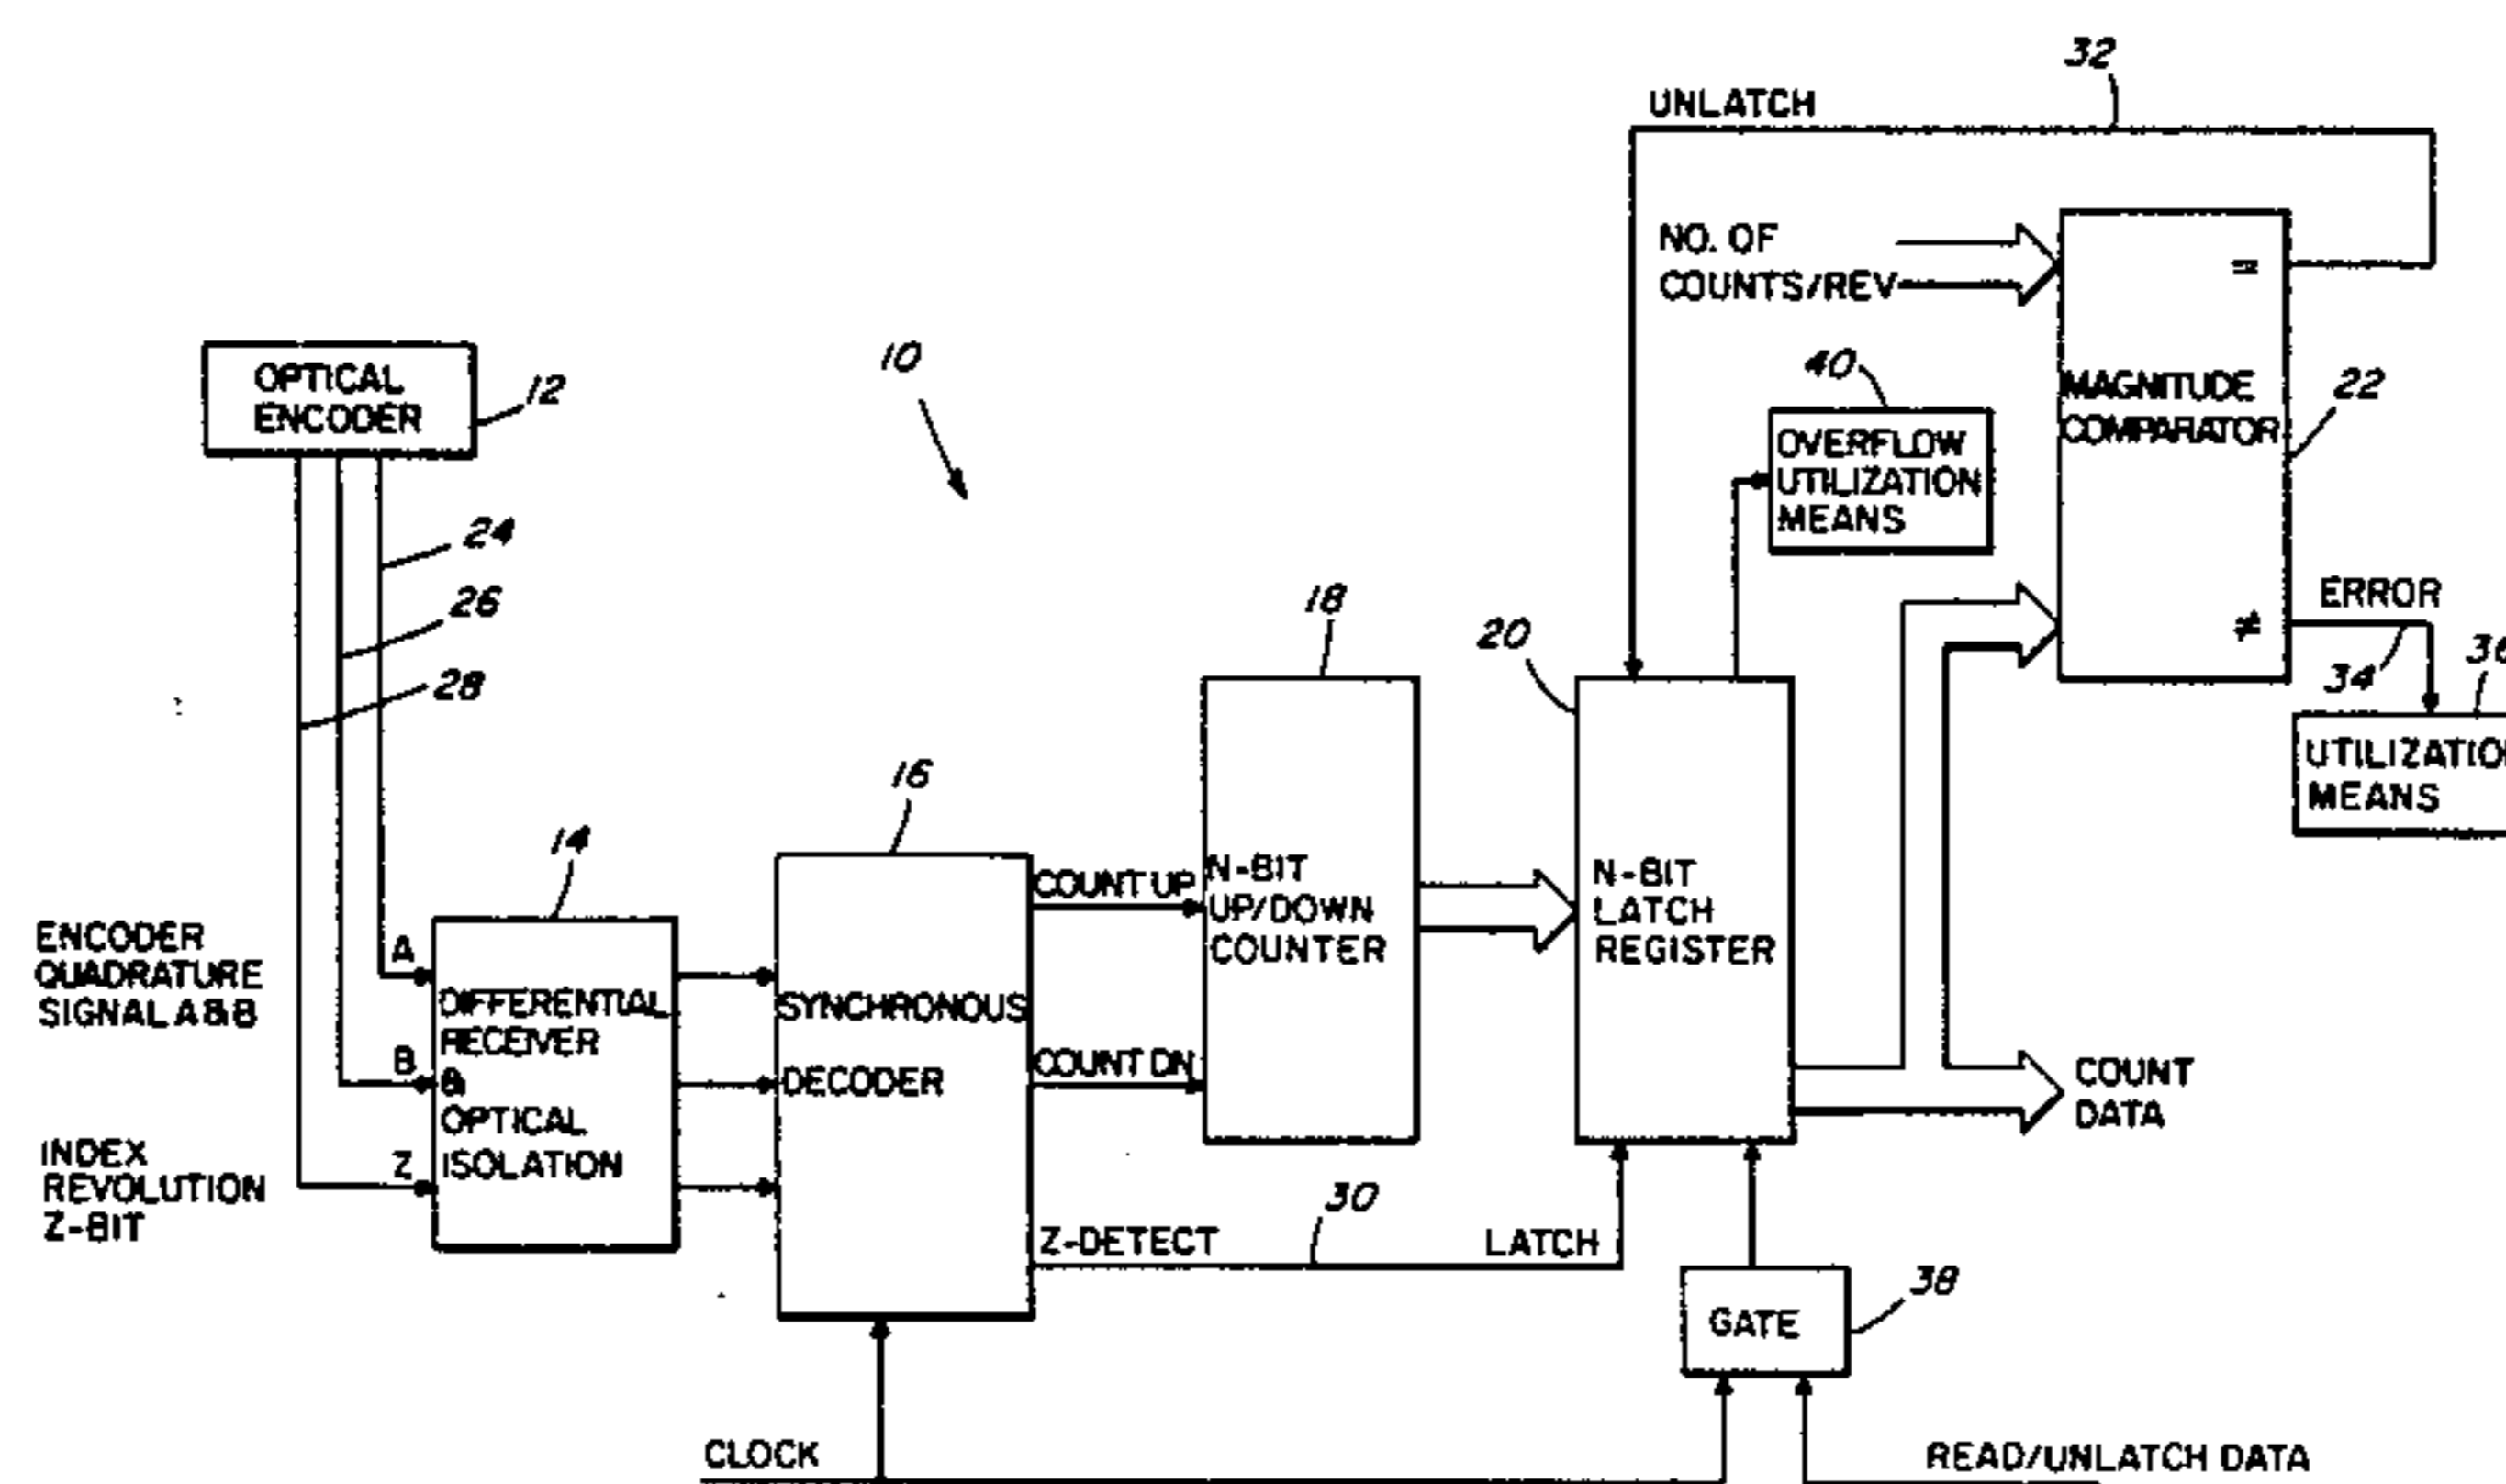 32
UNLATCH
NO. OF
COUNTS/REV
=
MAGNITUDE
COMPARATOR
22
≠
ERROR
34
36
UTILIZATION
MEANS
40
OVERFLOW
UTILIZATION
MEANS
10
OPTICAL
ENCODER
12
24
26
28
14
16
18
20
ENCODER
QUADRATURE
SIGNAL A & B
INDEX
REVOLUTION
Z-BIT
A
B
Z
DIFFERENTIAL
RECEIVER
&
OPTICAL
ISOLATION
SYNCHRONOUS
DECODER
COUNT UP
COUNT DN
N-BIT
UP/DOWN
COUNTER
N-BIT
LATCH
REGISTER
COUNT
DATA
Z-DETECT
30
LATCH
GATE
38
CLOCK
READ/UNLATCH DATA